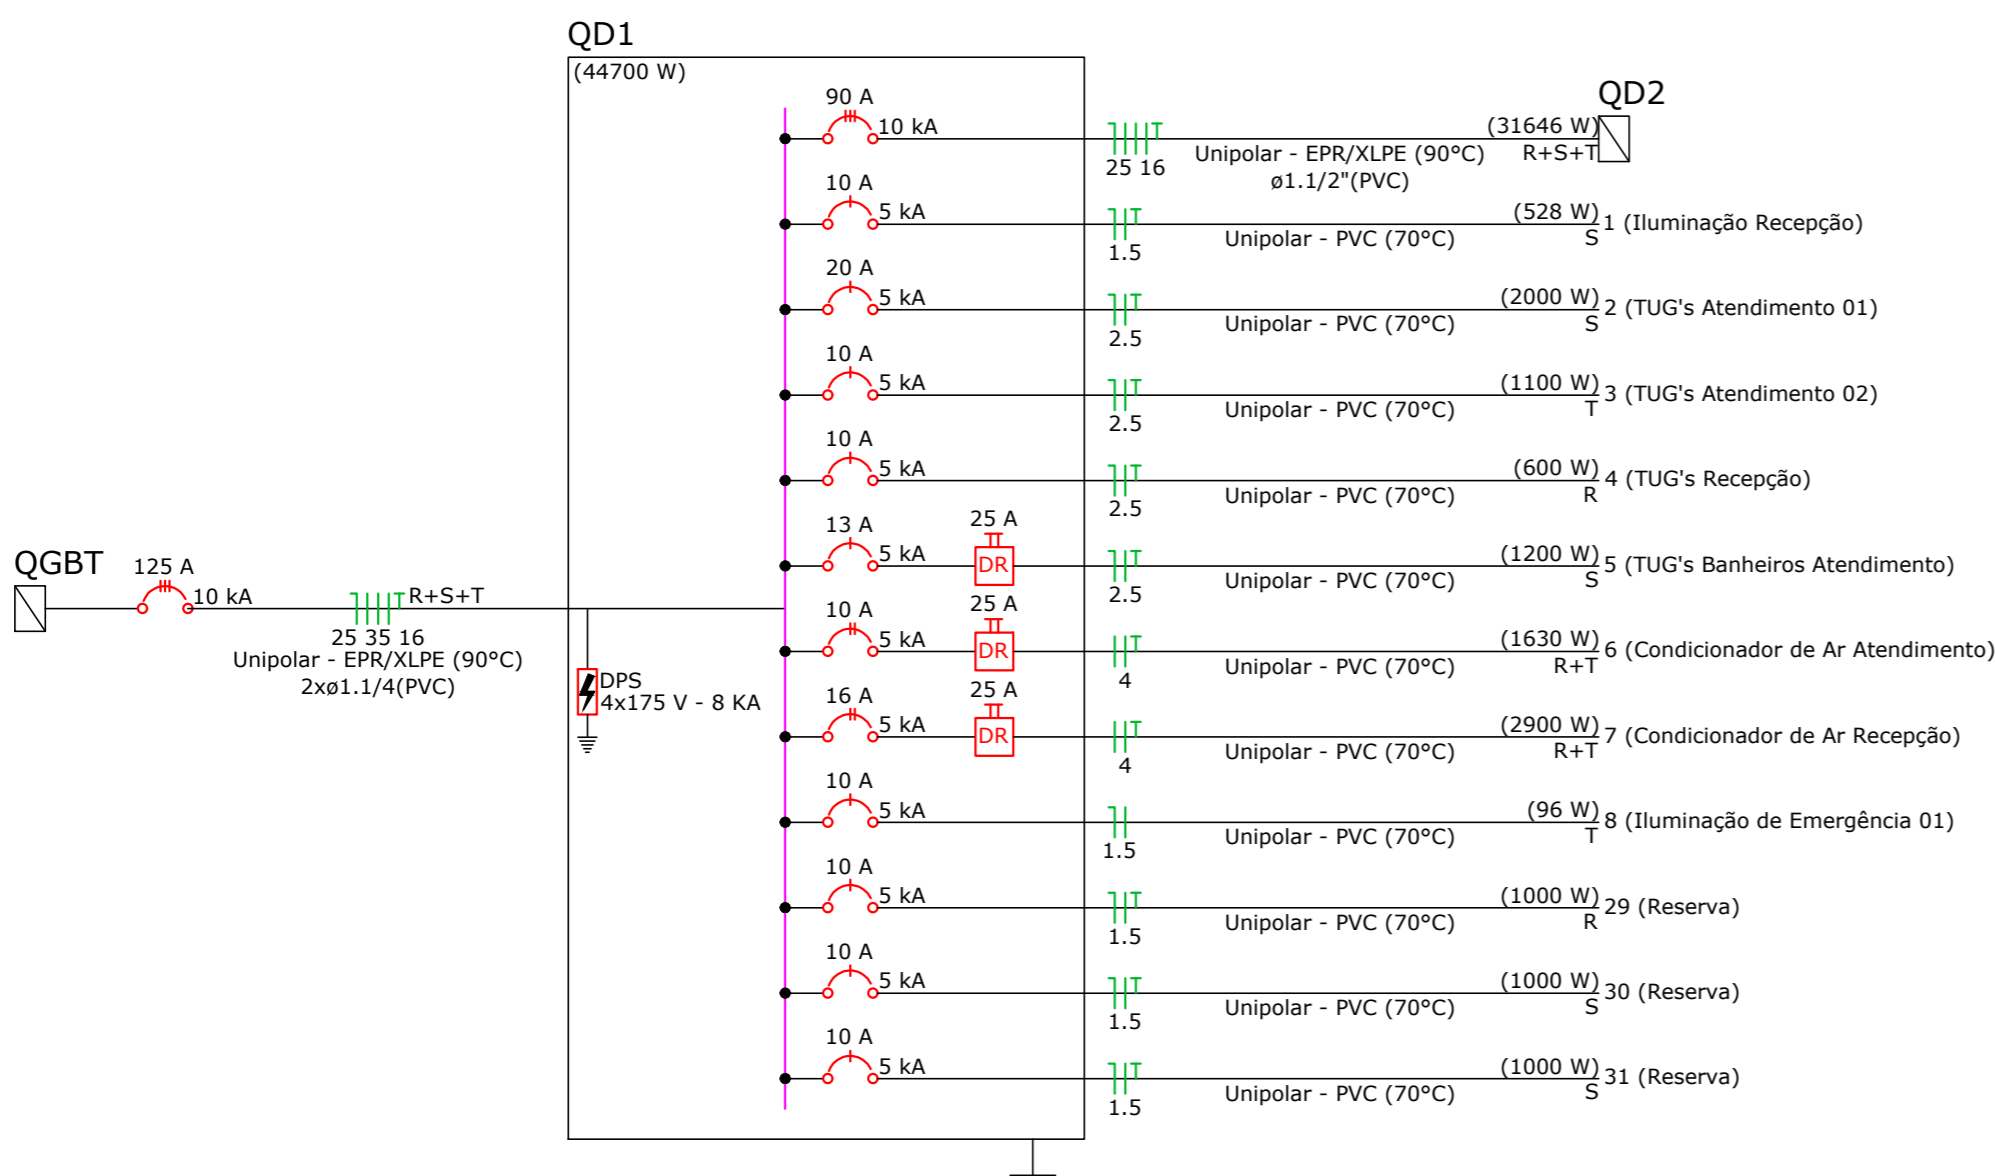 QD1
(44700 W)
QD2
90 A
10 kA
25 16
Unipolar - EPR/XLPE (90°C)
ø1.1/2"(PVC)
(31646 W)
R+S+T
10 A
5 kA
1.5
Unipolar - PVC (70°C)
(528 W)
S
1 (Iluminação Recepção)
20 A
5 kA
2.5
Unipolar - PVC (70°C)
(2000 W)
S
2 (TUG's Atendimento 01)
10 A
5 kA
2.5
Unipolar - PVC (70°C)
(1100 W)
T
3 (TUG's Atendimento 02)
10 A
5 kA
2.5
Unipolar - PVC (70°C)
(600 W)
R
4 (TUG's Recepção)
13 A
5 kA
25 A
DR
2.5
Unipolar - PVC (70°C)
(1200 W)
S
5 (TUG's Banheiros Atendimento)
QGBT
125 A
10 kA
R+S+T
25 35 16
Unipolar - EPR/XLPE (90°C)
2xø1.1/4(PVC)
DPS
4x175 V - 8 KA
10 A
5 kA
25 A
DR
4
Unipolar - PVC (70°C)
(1630 W)
R+T
6 (Condicionador de Ar Atendimento)
16 A
5 kA
25 A
DR
4
Unipolar - PVC (70°C)
(2900 W)
R+T
7 (Condicionador de Ar Recepção)
10 A
5 kA
1.5
Unipolar - PVC (70°C)
(96 W)
T
8 (Iluminação de Emergência 01)
10 A
5 kA
1.5
Unipolar - PVC (70°C)
(1000 W)
R
29 (Reserva)
10 A
5 kA
1.5
Unipolar - PVC (70°C)
(1000 W)
S
30 (Reserva)
10 A
5 kA
1.5
Unipolar - PVC (70°C)
(1000 W)
S
31 (Reserva)